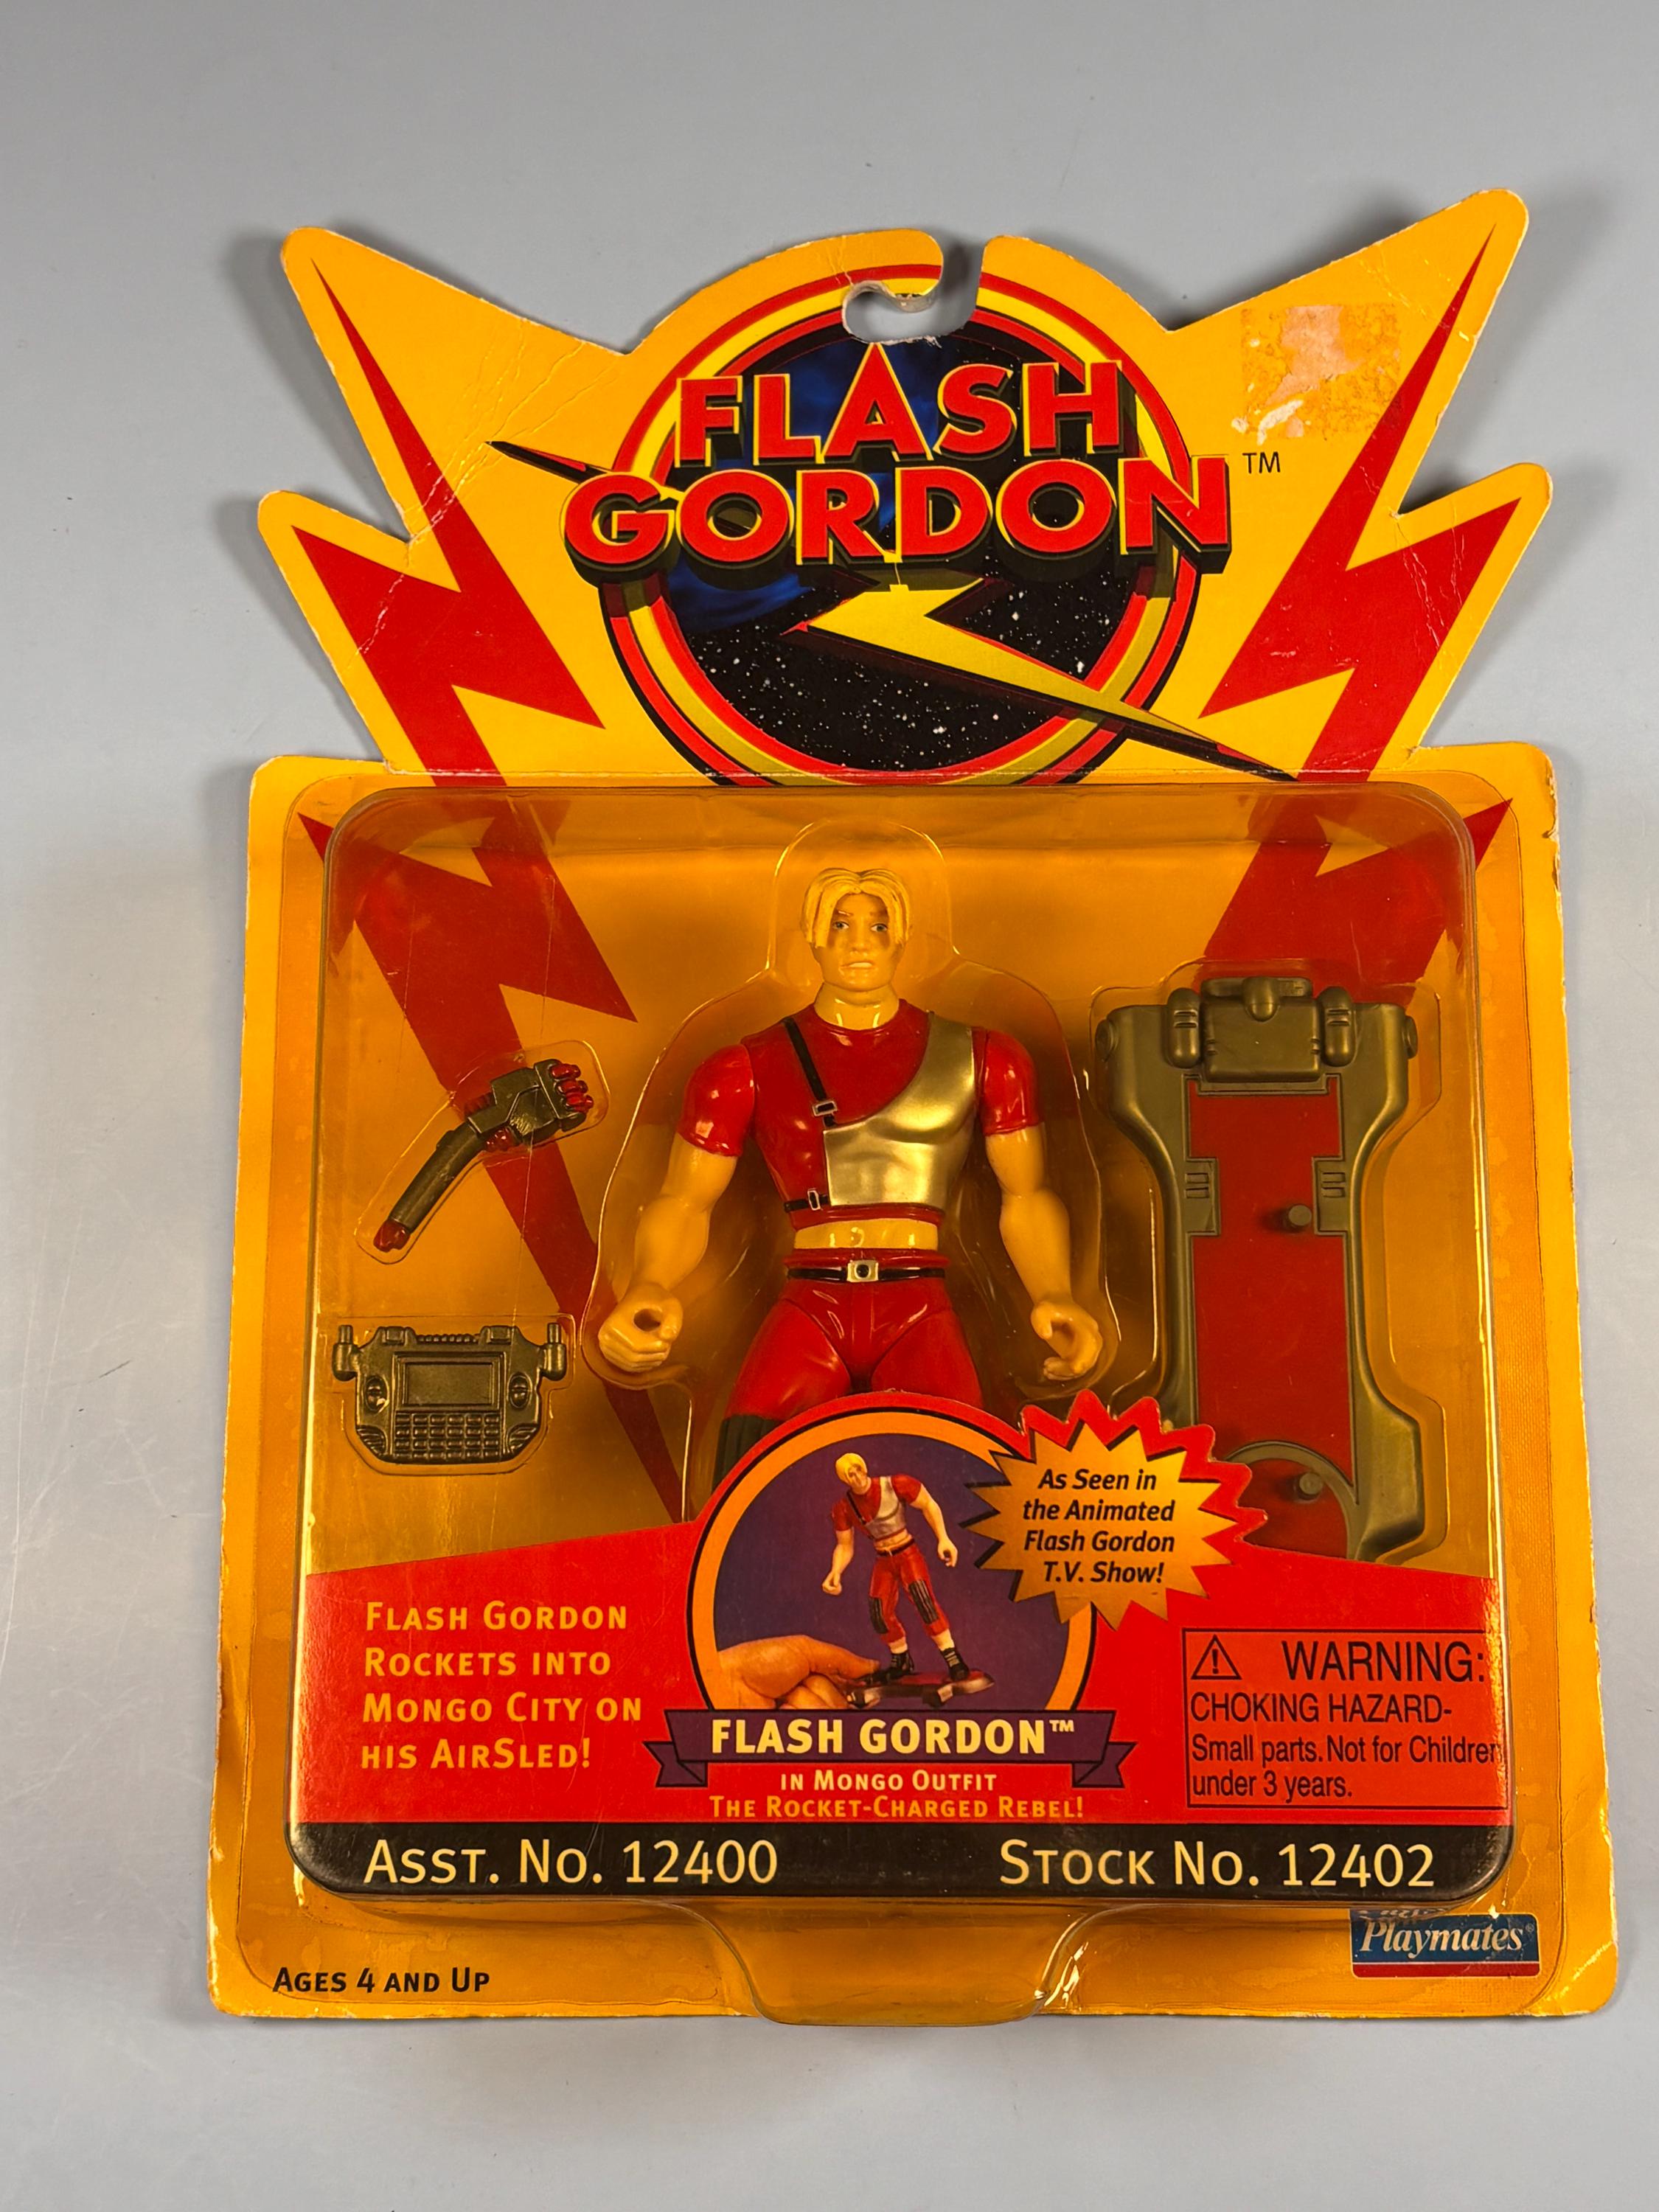 FLASH
GORDON™
As Seen in
the Animated
Flash Gordon
T.V. Show!
FLASH GORDON
ROCKETS INTO
MONGO CITY ON
HIS AIRSLED!
FLASH GORDON™
IN MONGO OUTFIT
THE ROCKET-CHARGED REBEL!
⚠ WARNING:
CHOKING HAZARD-
Small parts. Not for Children
under 3 years.
ASST. NO. 12400
STOCK NO. 12402
Playmates®
AGES 4 AND UP